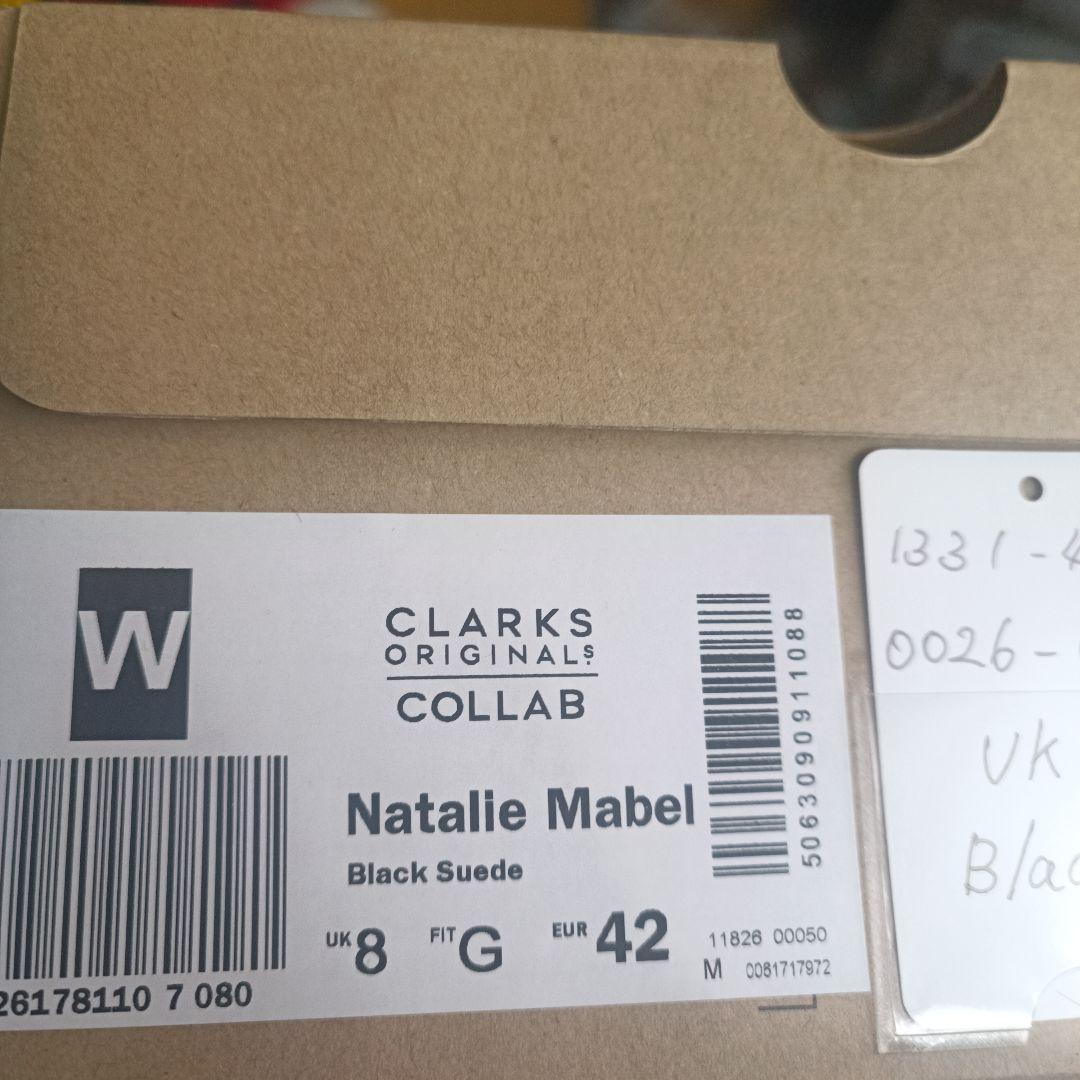 W
CLARKS
ORIGINALS
COLLAB
5063090911088
Natalie Mabel
Black Suede
UK 8 FIT G EUR 42
11826 00050
M 0081717972
26178110 7 080
1331-4
0026-
UK
Blac